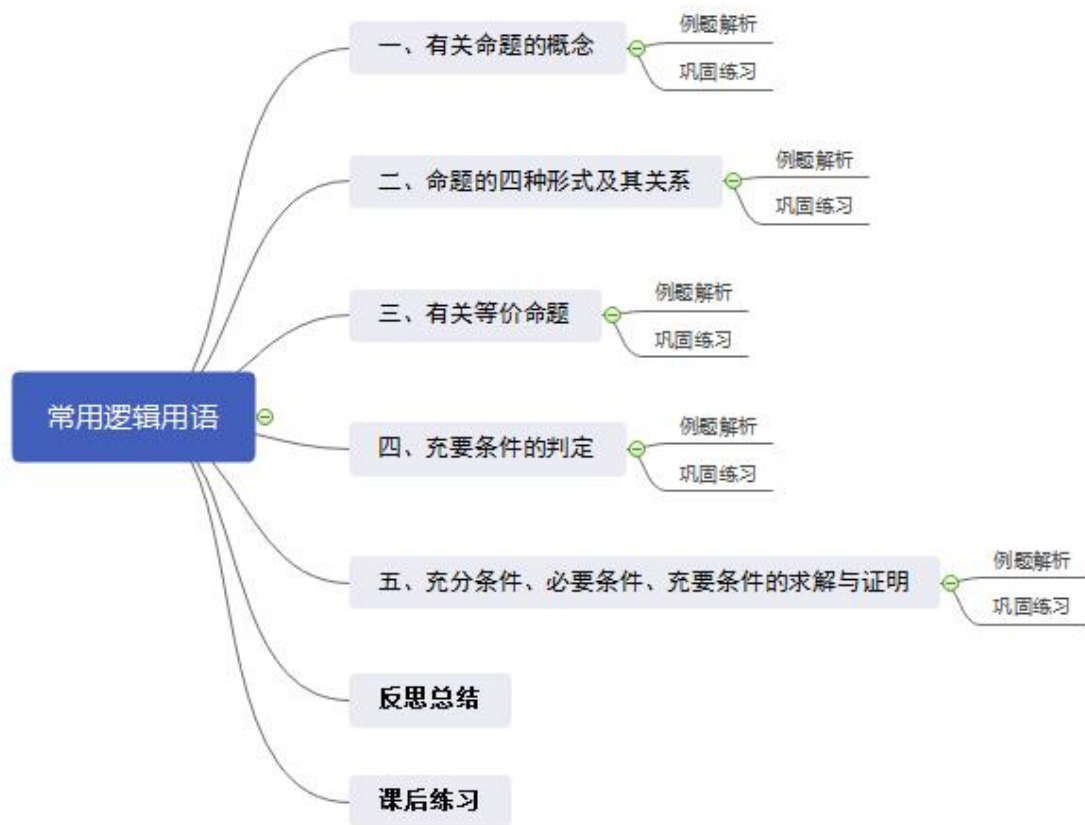 常用逻辑用语
一、有关命题的概念
例题解析
巩固练习
二、命题的四种形式及其关系
例题解析
巩固练习
三、有关等价命题
例题解析
巩固练习
四、充要条件的判定
例题解析
巩固练习
五、充分条件、必要条件、充要条件的求解与证明
例题解析
巩固练习
反思总结
课后练习